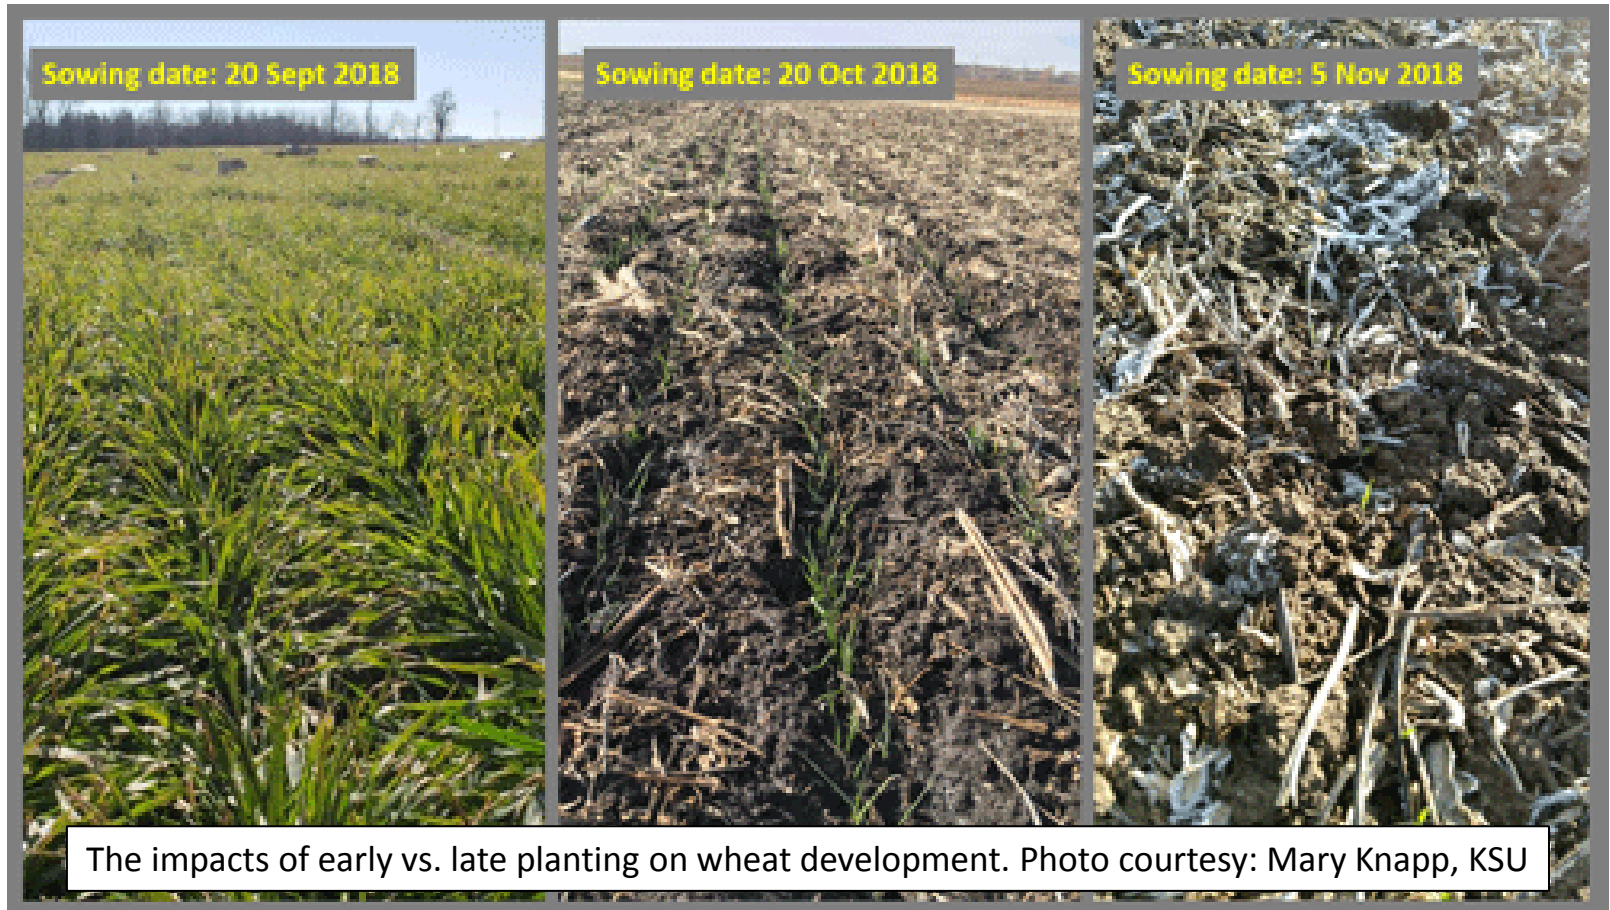 Sowing date: 20 Sept 2018
Sowing date: 20 Oct 2018
Sowing date: 5 Nov 2018
The impacts of early vs. late planting on wheat development. Photo courtesy: Mary Knapp, KSU